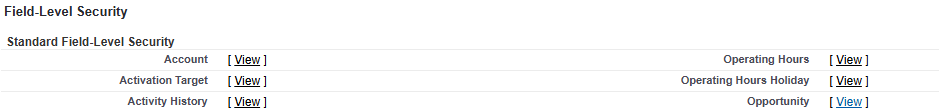 Field-Level Security
Standard Field-Level Security
Account [ View ] Operating Hours [ View ]
Activation Target [ View ] Operating Hours Holiday [ View ]
Activity History [ View ] Opportunity [ View ]